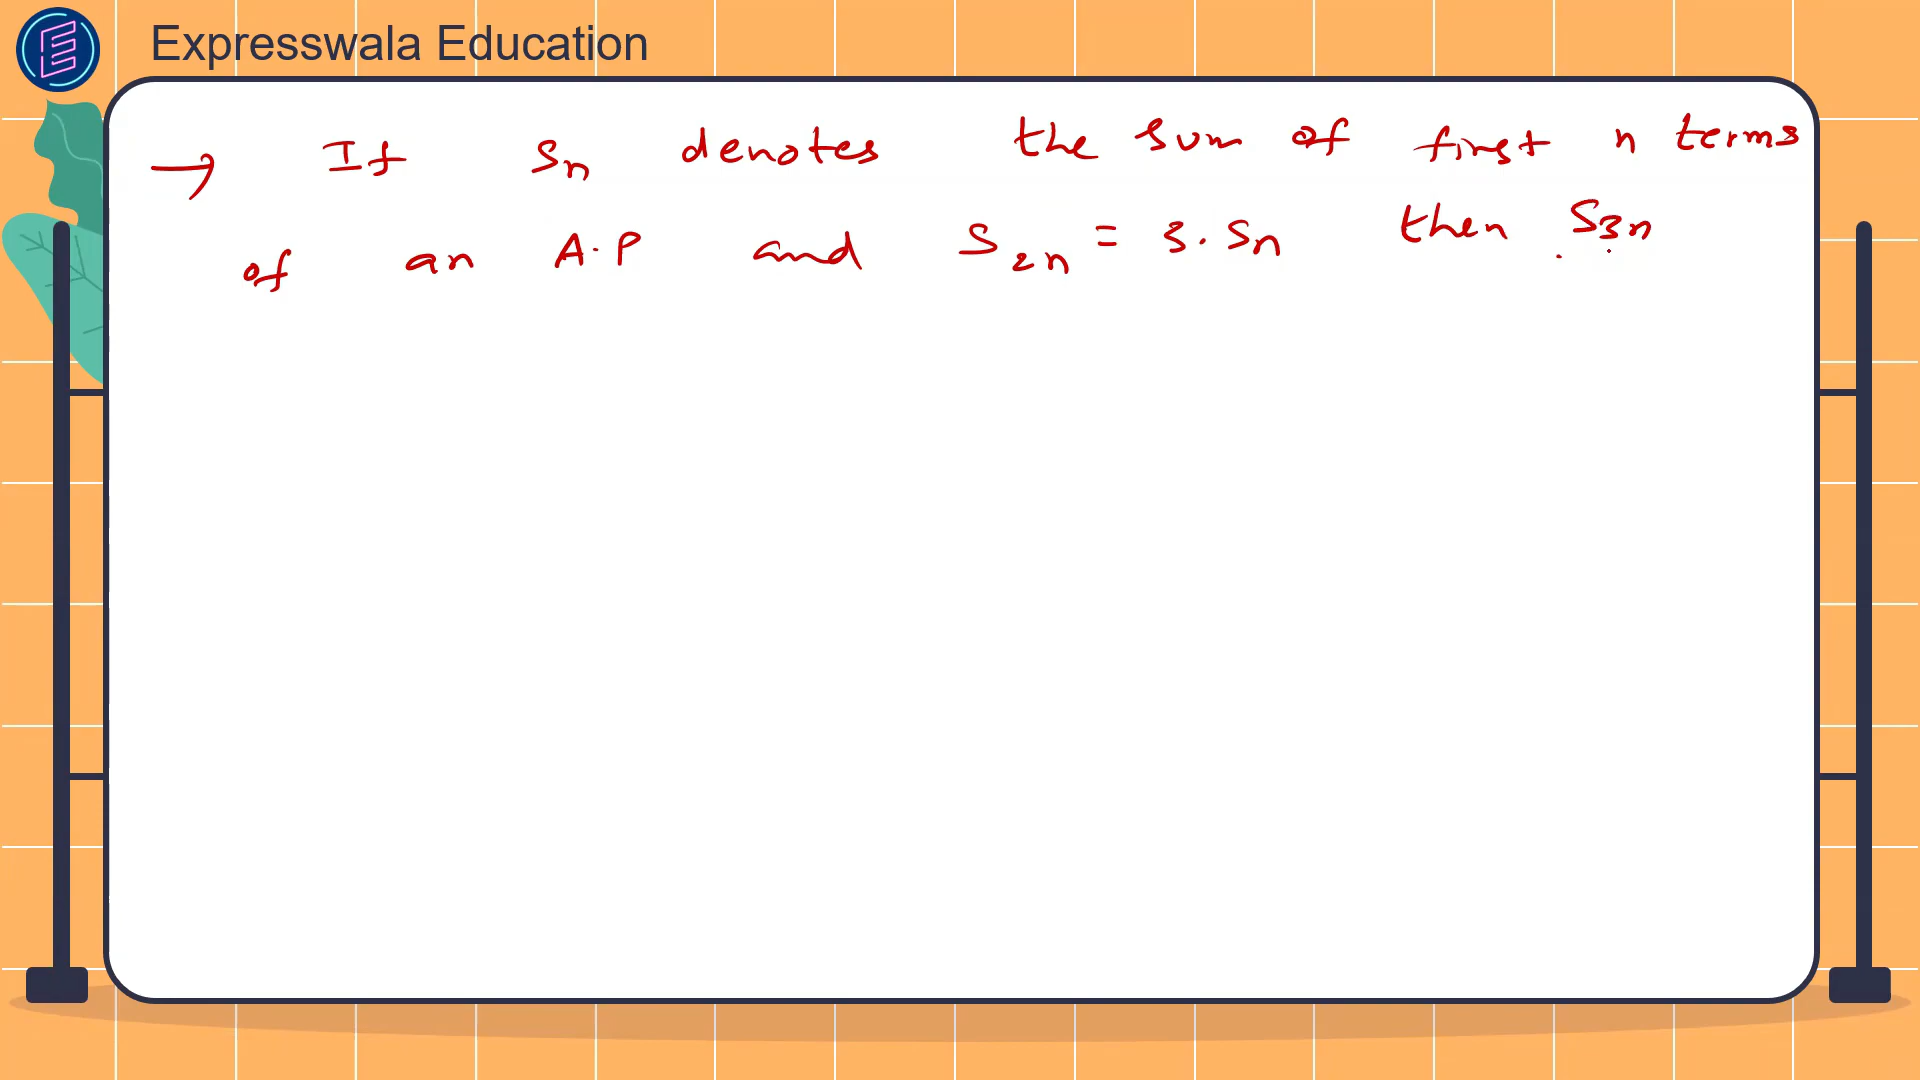 Expresswala Education
→ If Sₙ denotes the sum of first n terms
of an A.P and S₂ₙ = 3.Sₙ then S₃ₙ